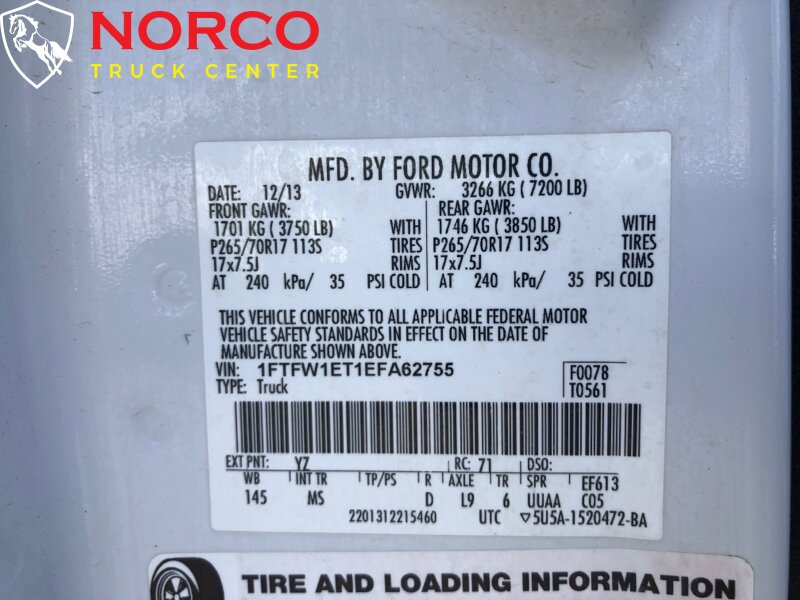 NORCO
TRUCK CENTER
MFD. BY FORD MOTOR CO.
DATE: 12/13 GVWR: 3266 KG ( 7200 LB)
FRONT GAWR: REAR GAWR:
1701 KG ( 3750 LB) WITH 1746 KG ( 3850 LB) WITH
P265/70R17 113S TIRES P265/70R17 113S TIRES
17x7.5J RIMS 17x7.5J RIMS
AT 240 kPa/ 35 PSI COLD AT 240 kPa/ 35 PSI COLD
THIS VEHICLE CONFORMS TO ALL APPLICABLE FEDERAL MOTOR
VEHICLE SAFETY STANDARDS IN EFFECT ON THE DATE OF
MANUFACTURE SHOWN ABOVE.
VIN: 1FTFW1ET1EFA62755 F0078
TYPE: Truck T0561
EXT PNT: YZ RC: 71 DSO:
WB INT TR TP/PS R AXLE TR SPR EF613
145 MS D L9 6 UUAA C05
2201312215460 UTC ▽5U5A-1520472-BA
TIRE AND LOADING INFORMATION